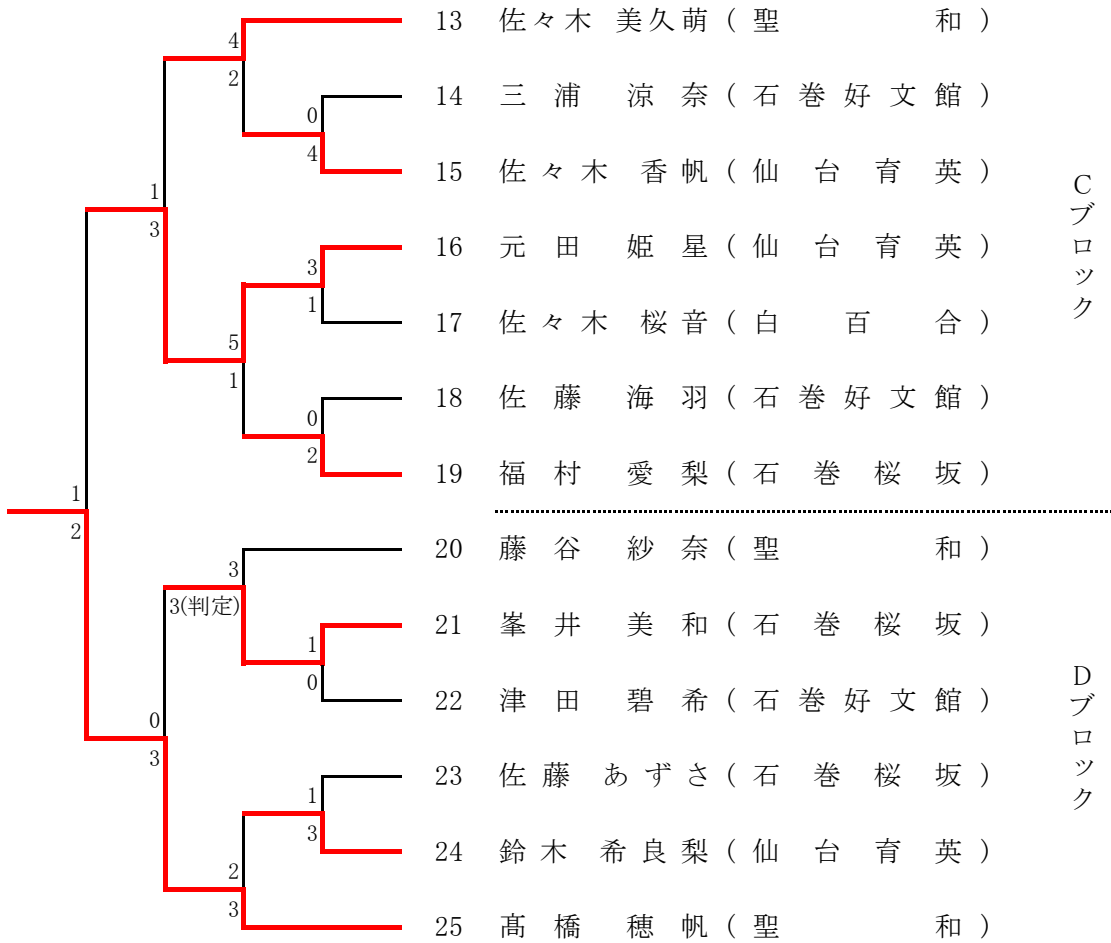 13 佐々木 美久萌 ( 聖 和 )
4
2
14 三浦 涼奈 ( 石巻好文館 )
0
4
15 佐々木 香帆 ( 仙台育英 )
1
3
16 元田 姫星 ( 仙台育英 )
3
1
17 佐々木 桜音 ( 白百合 )
5
1
18 佐藤 海羽 ( 石巻好文館 )
0
2
19 福村 愛梨 ( 石巻桜坂 )
Cブロック
1
2
20 藤谷 紗奈 ( 聖 和 )
3
3(判定)
21 峯井 美和 ( 石巻桜坂 )
1
0
22 津田 碧希 ( 石巻好文館 )
0
3
23 佐藤 あずさ ( 石巻桜坂 )
1
3
24 鈴木 希良梨 ( 仙台育英 )
2
3
25 髙橋 穂帆 ( 聖 和 )
Dブロック